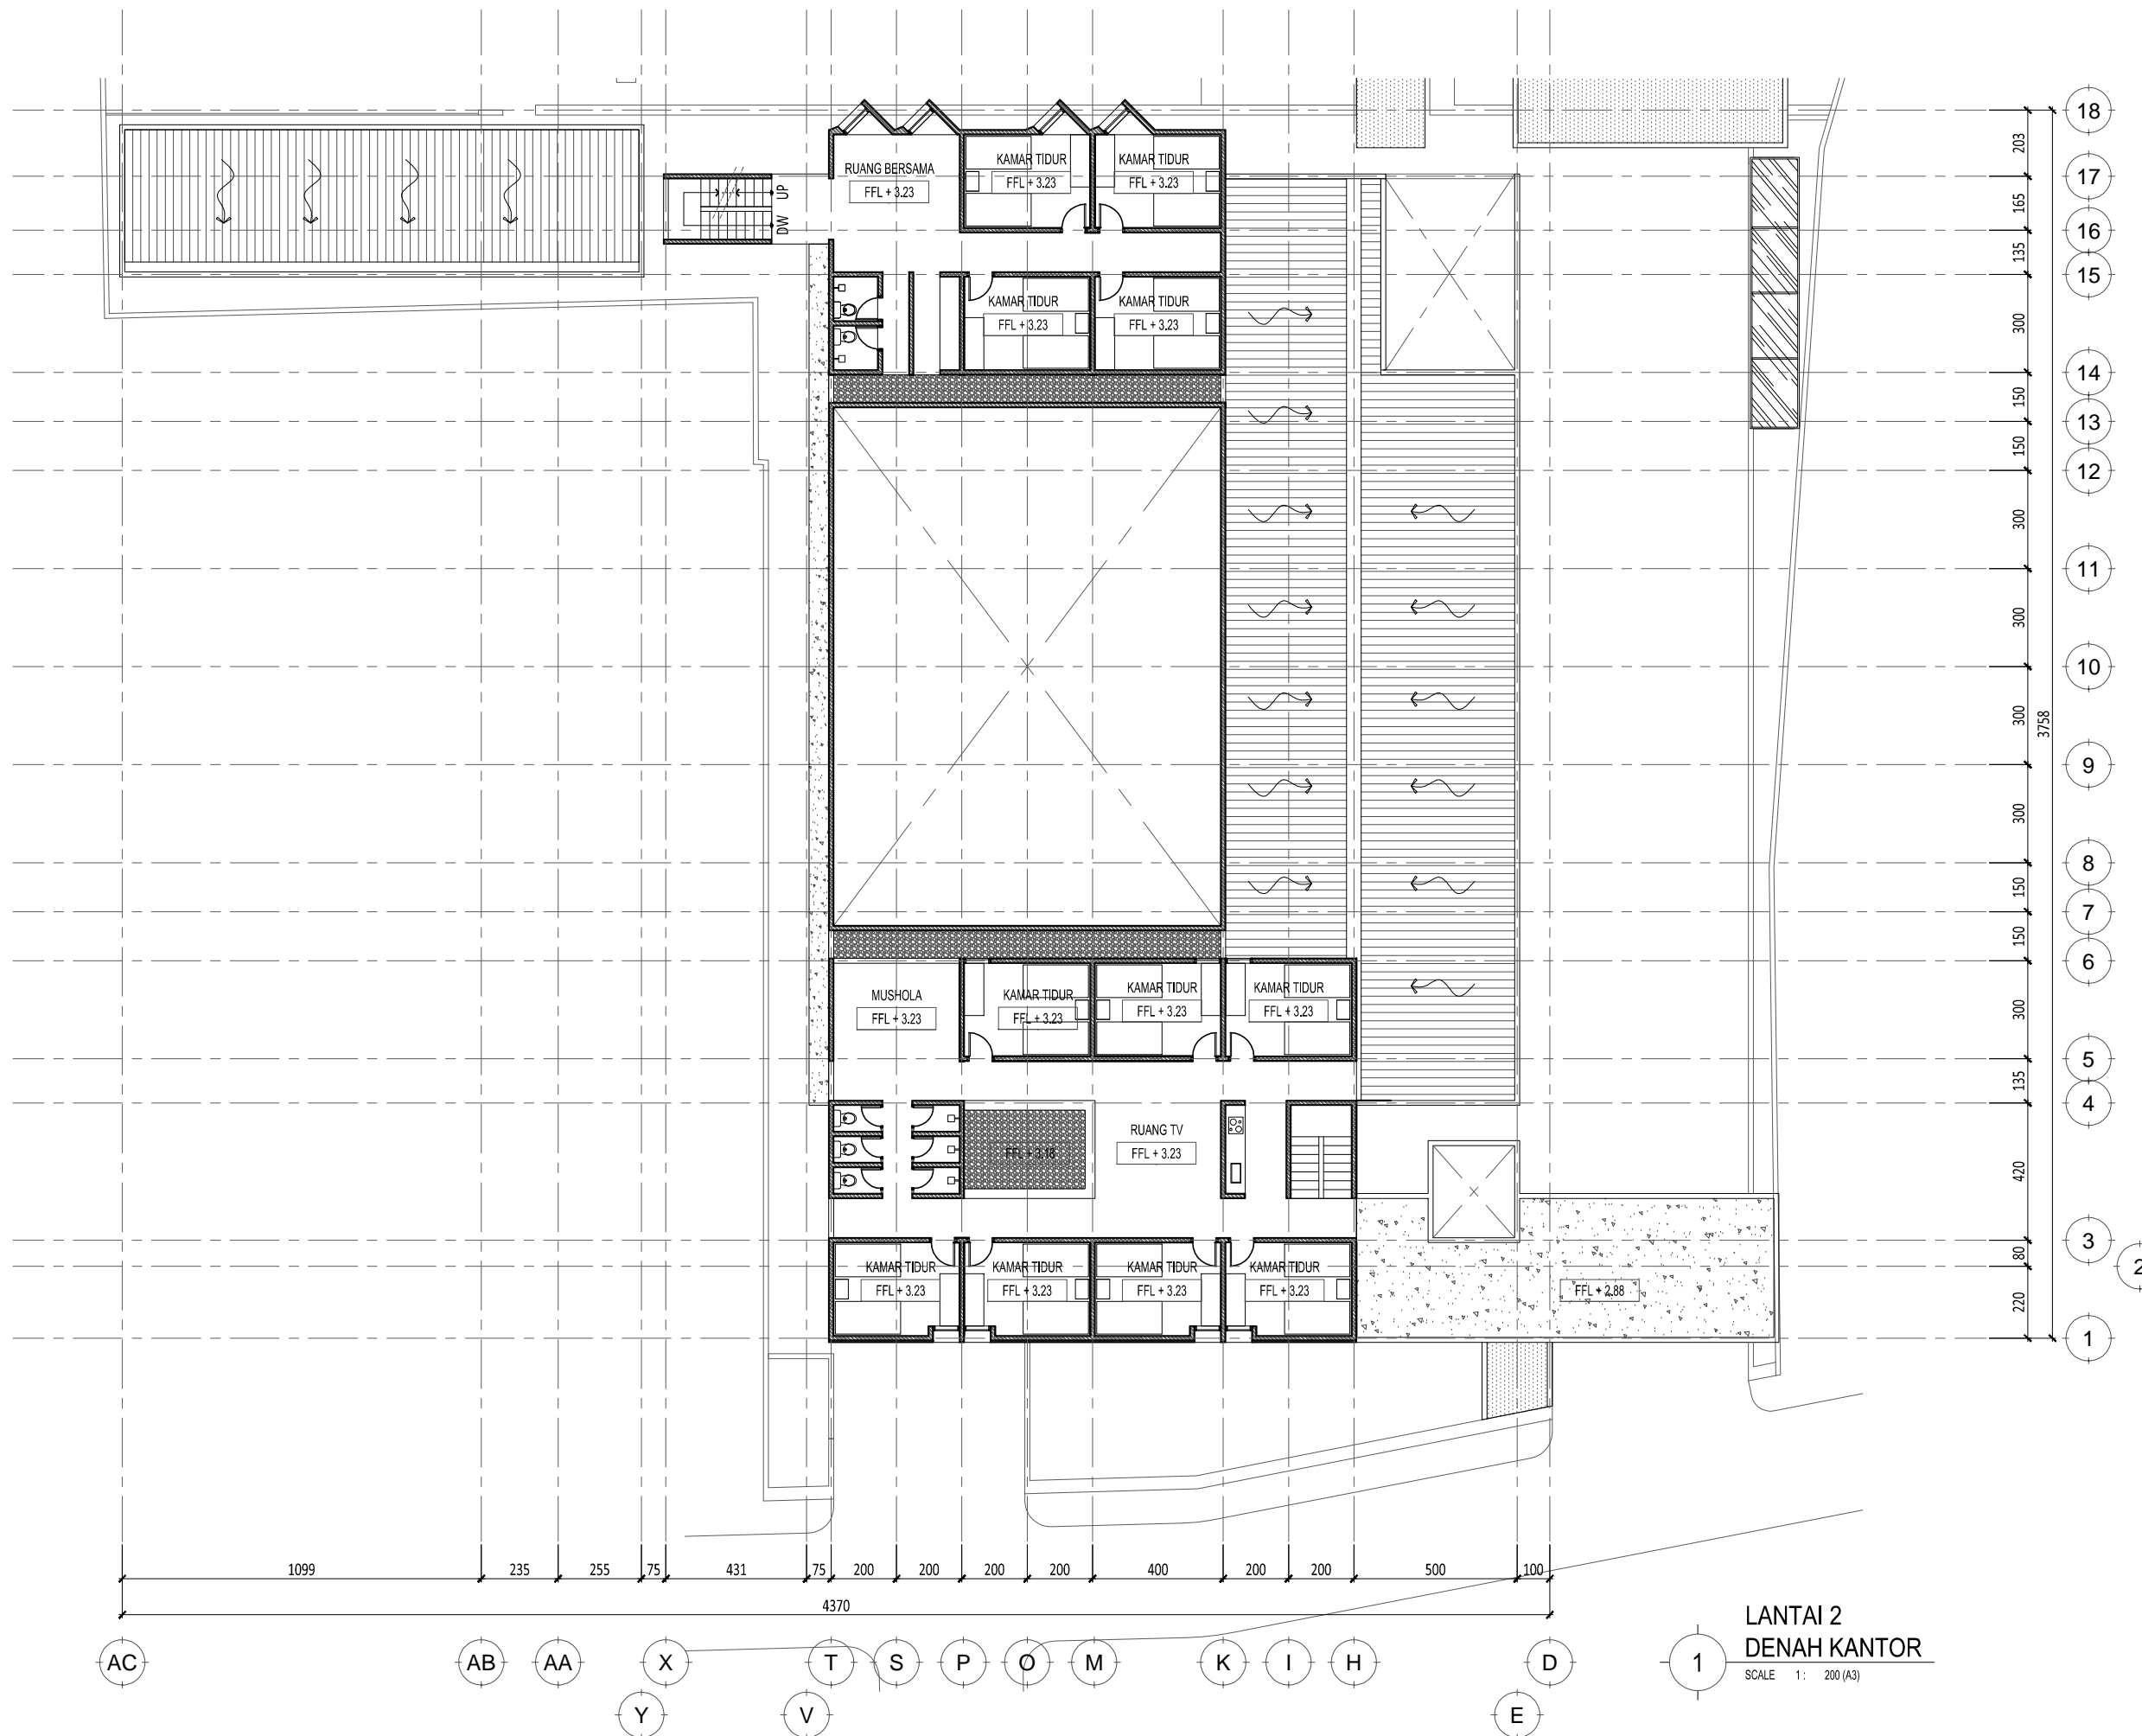 18
203
17
165
16
135
15
300
14
150
13
150
12
300
11
300
10
300
3758
9
300
8
150
7
150
6
300
5
135
4
420
3
80
2
220
1
RUANG BERSAMA
FFL + 3.23
KAMAR TIDUR
FFL + 3.23
KAMAR TIDUR
FFL + 3.23
UP
DW
KAMAR TIDUR
FFL + 3.23
KAMAR TIDUR
FFL + 3.23
MUSHOLA
FFL + 3.23
KAMAR TIDUR
FFL + 3.23
KAMAR TIDUR
FFL + 3.23
KAMAR TIDUR
FFL + 3.23
FFL + 3.18
RUANG TV
FFL + 3.23
KAMAR TIDUR
FFL + 3.23
KAMAR TIDUR
FFL + 3.23
KAMAR TIDUR
FFL + 3.23
KAMAR TIDUR
FFL + 3.23
FFL + 2.88
1099 235 255 75 431 75 200 200 200 200 400 200 200 500 100
4370
AC AB AA X T S P O M K I H D
Y V E
1
LANTAI 2
DENAH KANTOR
SCALE 1 : 200 (A3)